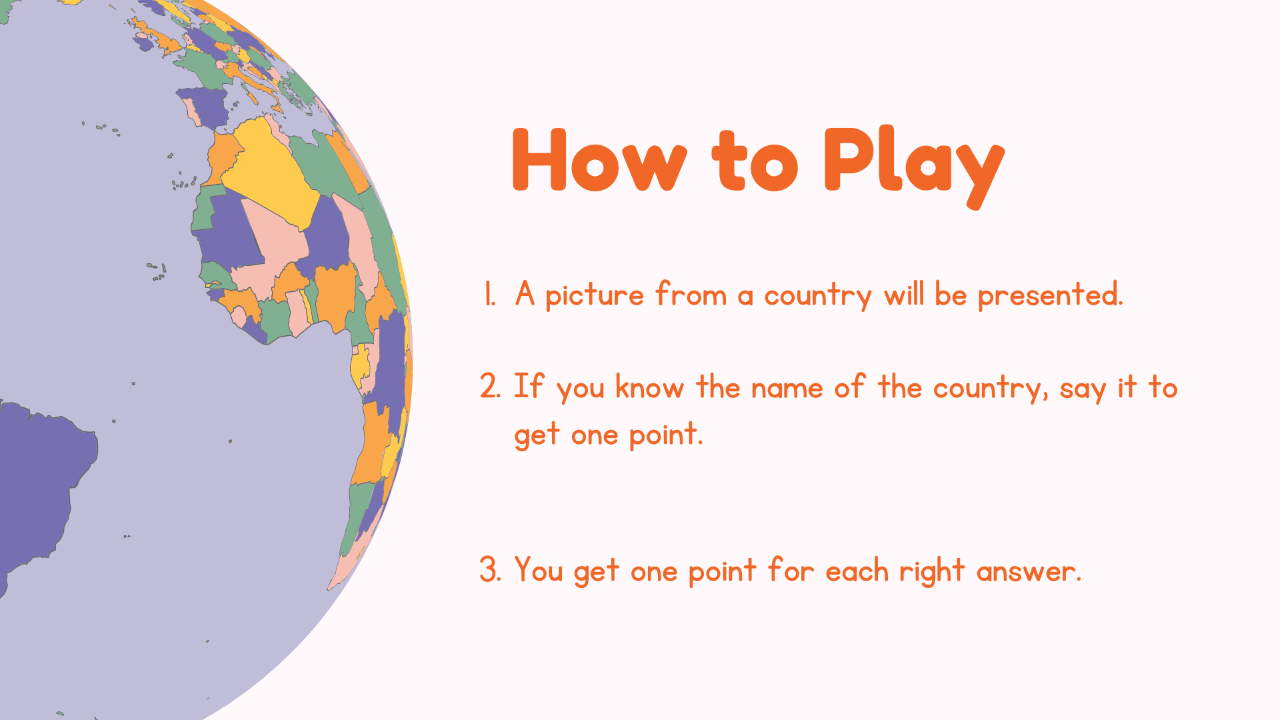 How to Play
1. A picture from a country will be presented.
2. If you know the name of the country, say it to
get one point.
3. You get one point for each right answer.